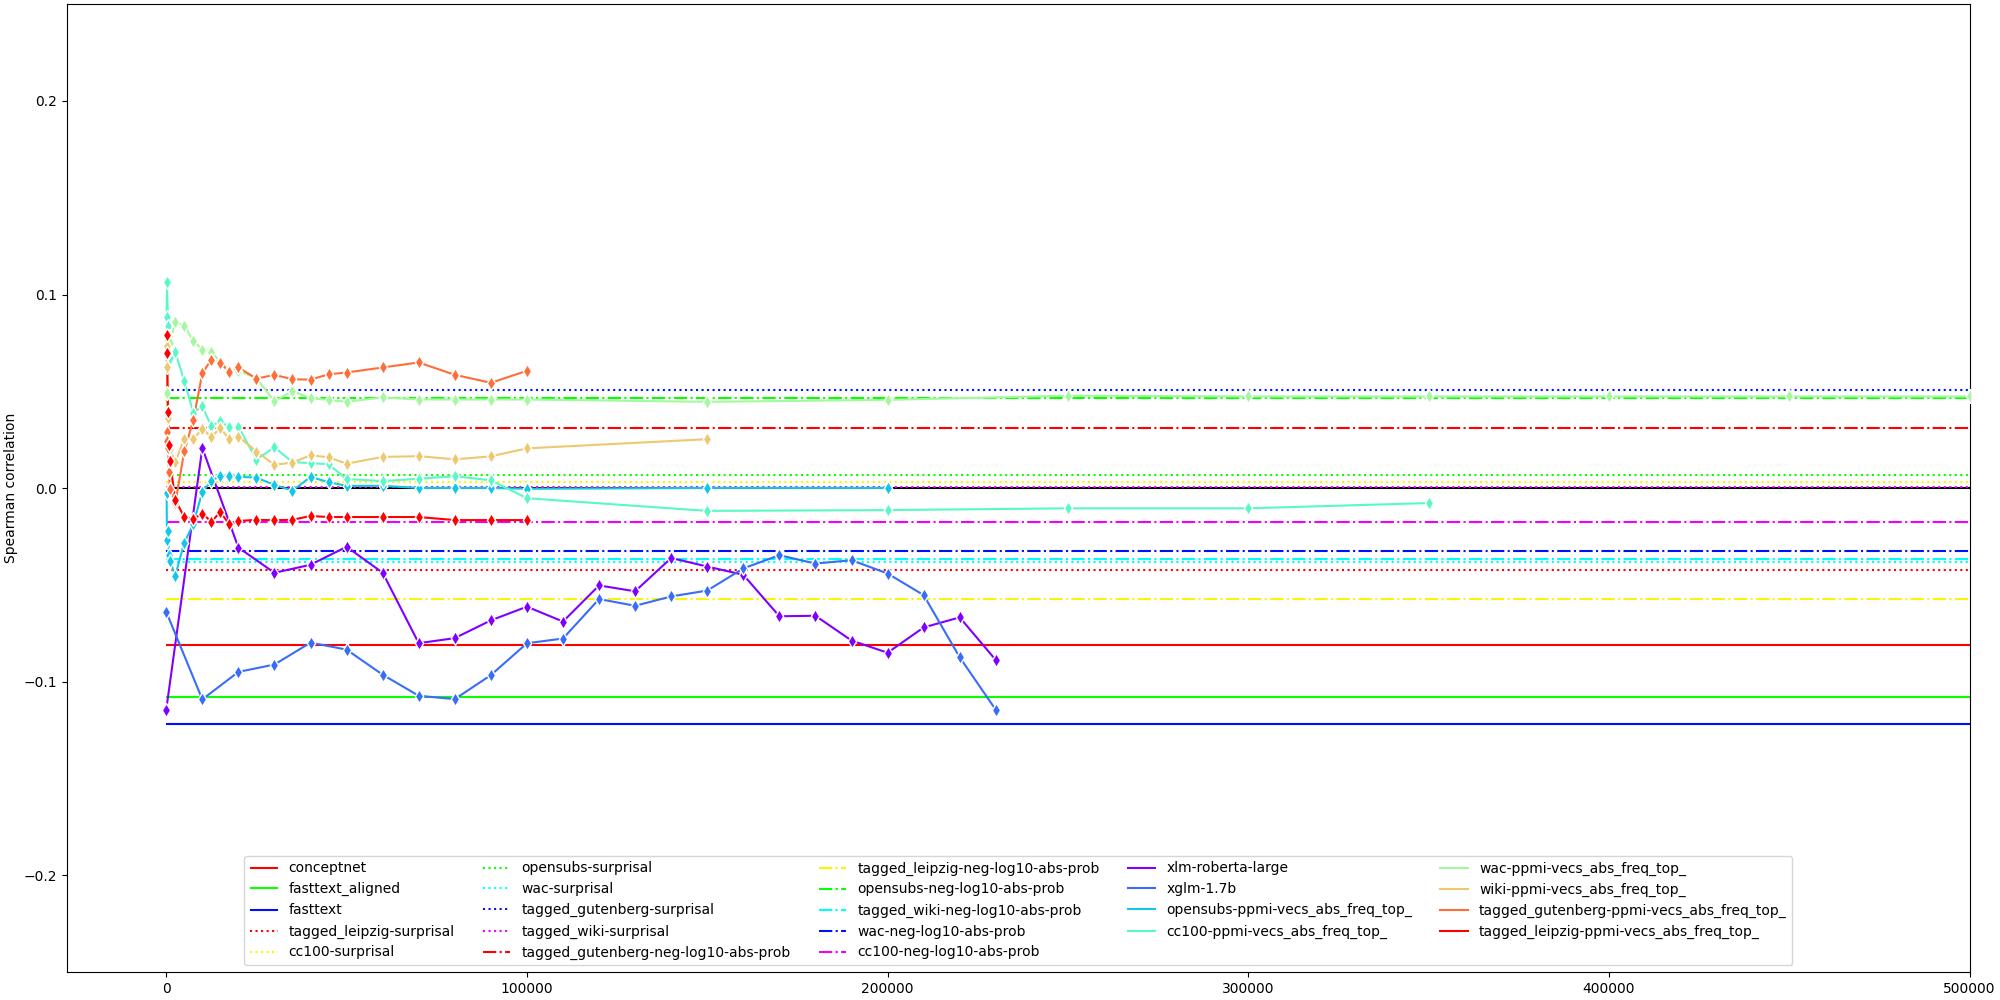 Spearman correlation
0.2
0.1
0.0
−0.1
−0.2
0
100000
200000
300000
400000
500000
conceptnet
fasttext_aligned
fasttext
tagged_leipzig-surprisal
cc100-surprisal
opensubs-surprisal
wac-surprisal
tagged_gutenberg-surprisal
tagged_wiki-surprisal
tagged_gutenberg-neg-log10-abs-prob
tagged_leipzig-neg-log10-abs-prob
opensubs-neg-log10-abs-prob
tagged_wiki-neg-log10-abs-prob
wac-neg-log10-abs-prob
cc100-neg-log10-abs-prob
xlm-roberta-large
xglm-1.7b
opensubs-ppmi-vecs_abs_freq_top_
cc100-ppmi-vecs_abs_freq_top_
wac-ppmi-vecs_abs_freq_top_
wiki-ppmi-vecs_abs_freq_top_
tagged_gutenberg-ppmi-vecs_abs_freq_top_
tagged_leipzig-ppmi-vecs_abs_freq_top_